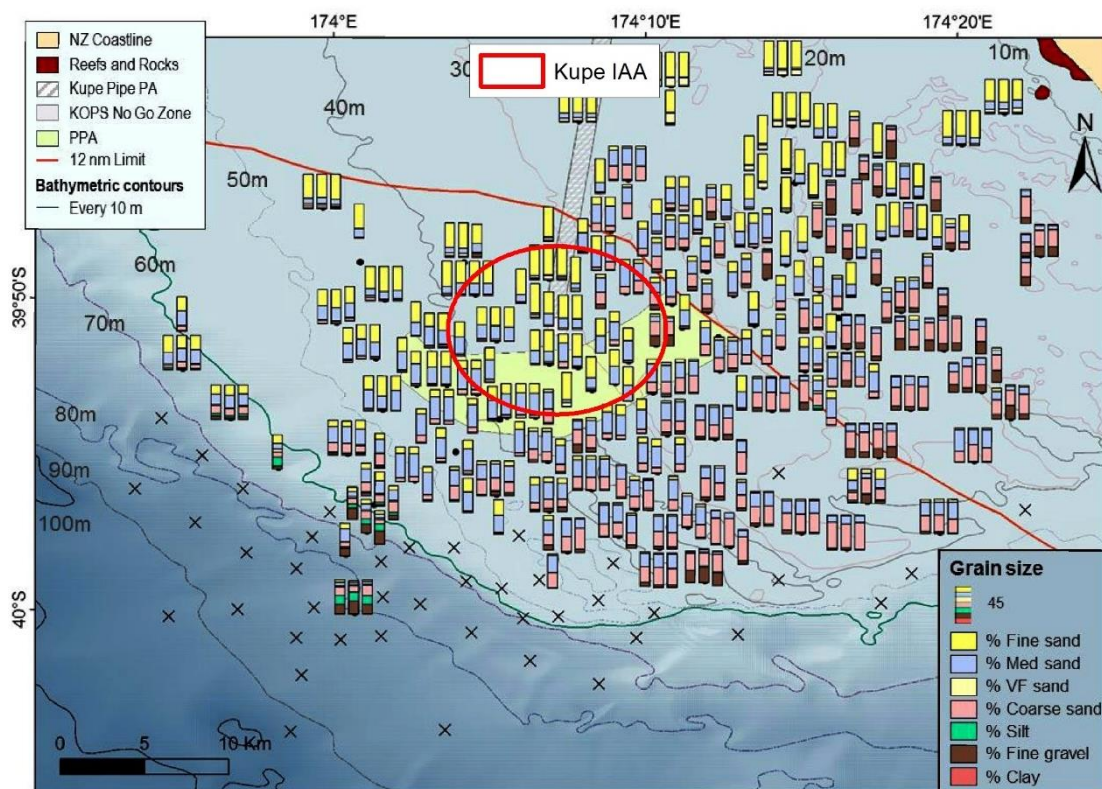 174°E
174°10'E
174°20'E
NZ Coastline
Reefs and Rocks
Kupe Pipe PA
KOPS No Go Zone
PPA
12 nm Limit
Bathymetric contours
Every 10 m
Kupe IAA
30
20m
10m
40m
N
50m
60m
39°50'S
70m
80m
90m
100m
40°S
Grain size
45
% Fine sand
% Med sand
% VF sand
% Coarse sand
% Silt
% Fine gravel
% Clay
0 5 10 Km